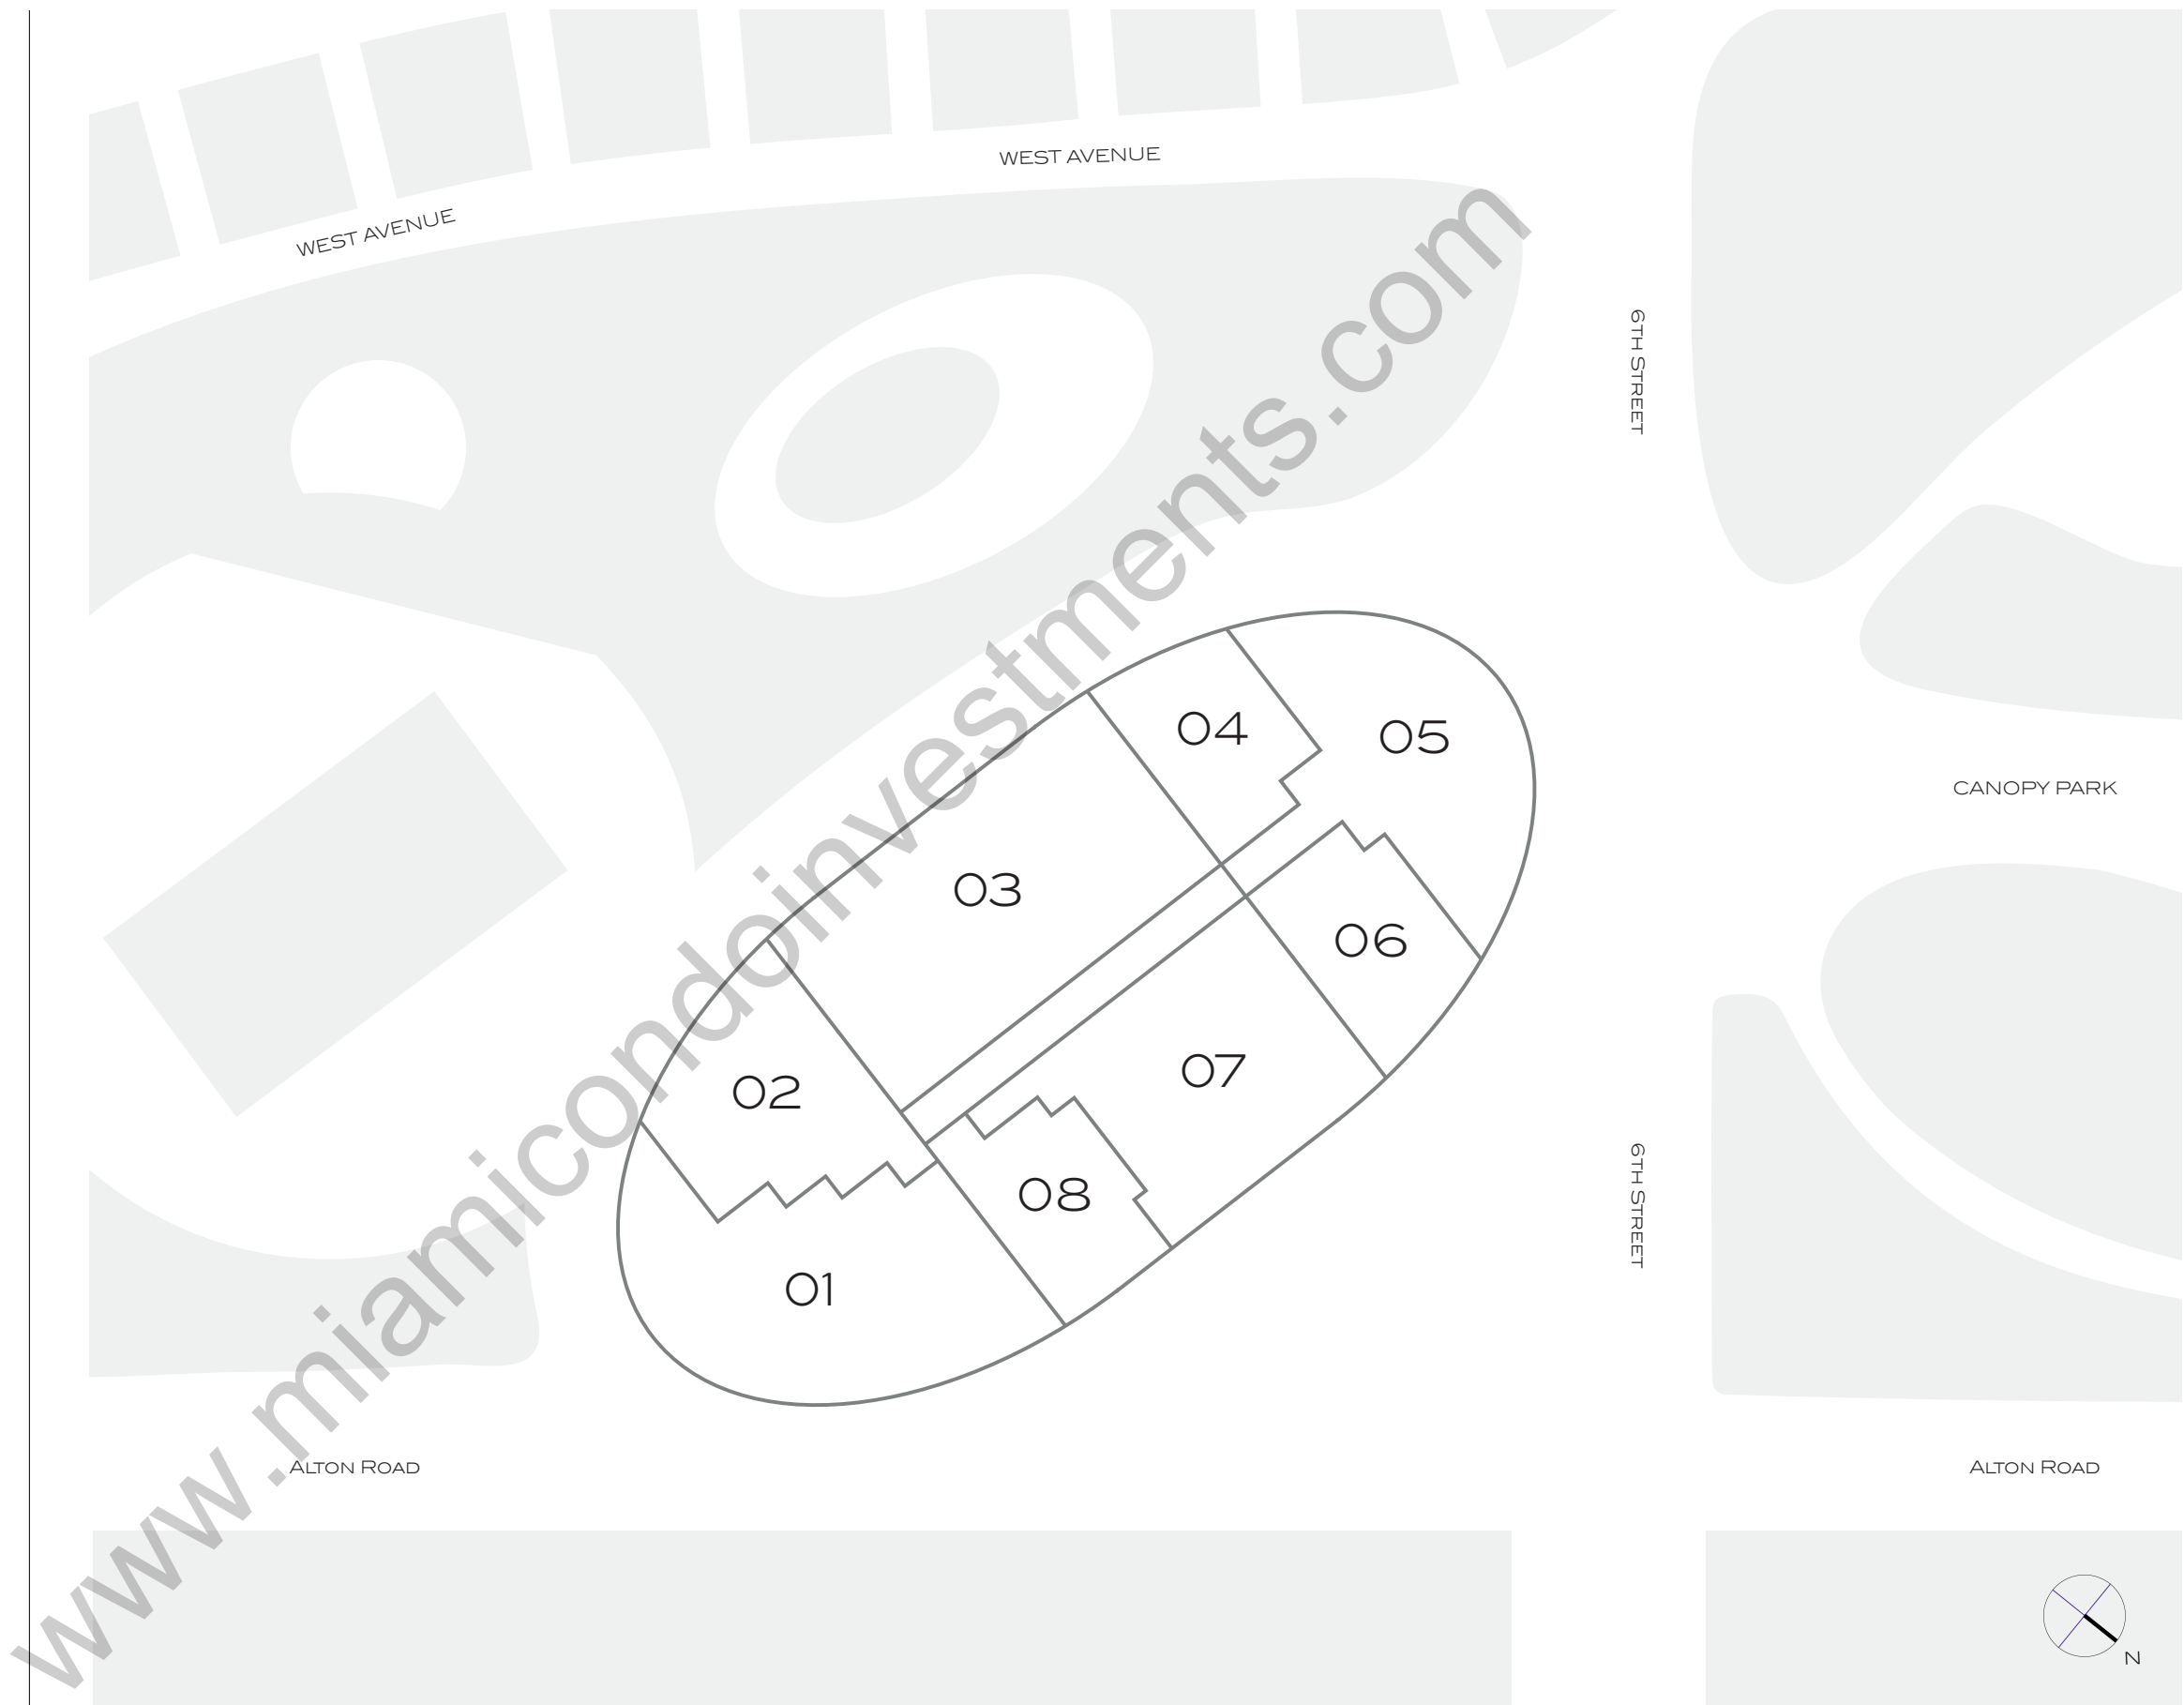 WEST AVENUE
WEST AVENUE
6TH STREET
04
05
CANOPY PARK
03
06
07
02
08
6TH STREET
01
ALTON ROAD
ALTON ROAD
N
www.miamicondoinvestments.com